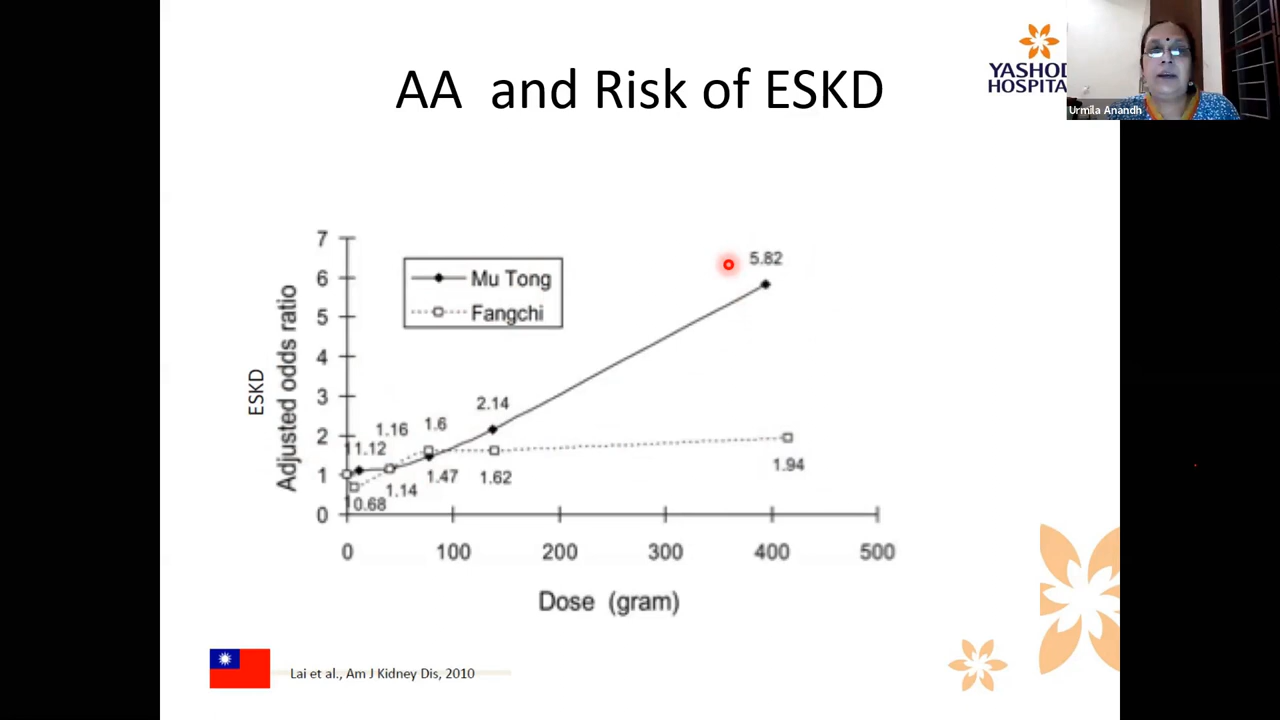 AA and Risk of ESKD
YASHOD
HOSPITA
Urmila Anandh
7
6
5
4
3
2
1
0
ESKD
Adjusted odds ratio
Mu Tong
Fangchi
5.82
2.14
1.16
1.6
1
1.12
1.47
1.62
1.94
1.14
1
0.68
0
100
200
300
400
500
Dose (gram)
Lai et al., Am J Kidney Dis, 2010